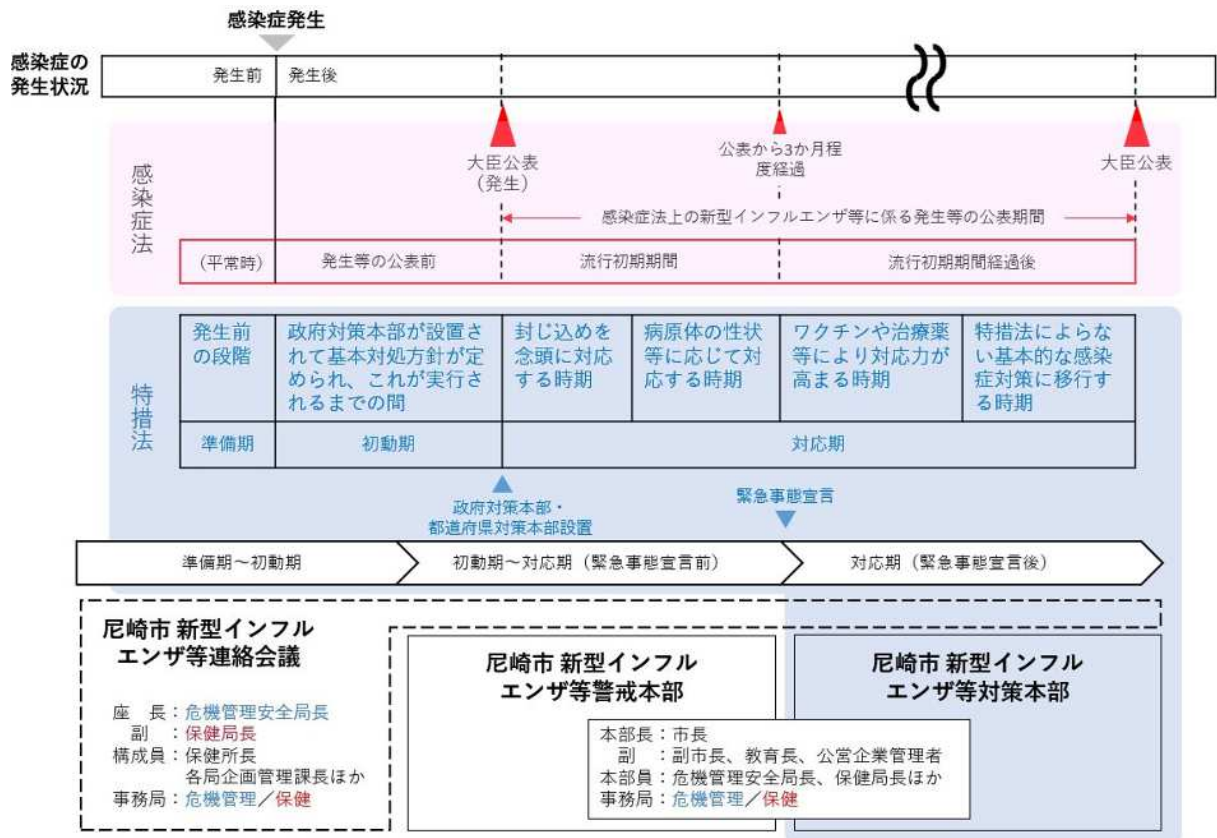 感染症発生
感染症の
発生状況
発生前
発生後
感染症法
大臣公表
(発生)
公表から3か月程
度経過
大臣公表
感染症法上の新型インフルエンザ等に係る発生等の公表期間
(平常時)
発生等の公表前
流行初期期間
流行初期期間経過後
特措法
発生前
の段階
政府対策本部が設置さ
れて基本対処方針が定
められ、これが実行さ
れるまでの間
封じ込めを
念頭に対応
する時期
病原体の性状
等に応じて対
応する時期
ワクチンや治療薬
等により対応力が
高まる時期
特措法によらな
い基本的な感染
症対策に移行す
る時期
準備期
初動期
対応期
政府対策本部・
都道府県対策本部設置
緊急事態宣言
準備期～初動期
初動期～対応期（緊急事態宣言前）
対応期（緊急事態宣言後）
尼崎市 新型インフル
エンザ等連絡会議
座　長：危機管理安全局長
副　：保健局長
構成員：保健所長
各局企画管理課長ほか
事務局：危機管理／保健
尼崎市 新型インフル
エンザ等警戒本部
尼崎市 新型インフル
エンザ等対策本部
本部長：市長
副　：副市長、教育長、公営企業管理者
本部員：危機管理安全局長、保健局長ほか
事務局：危機管理／保健